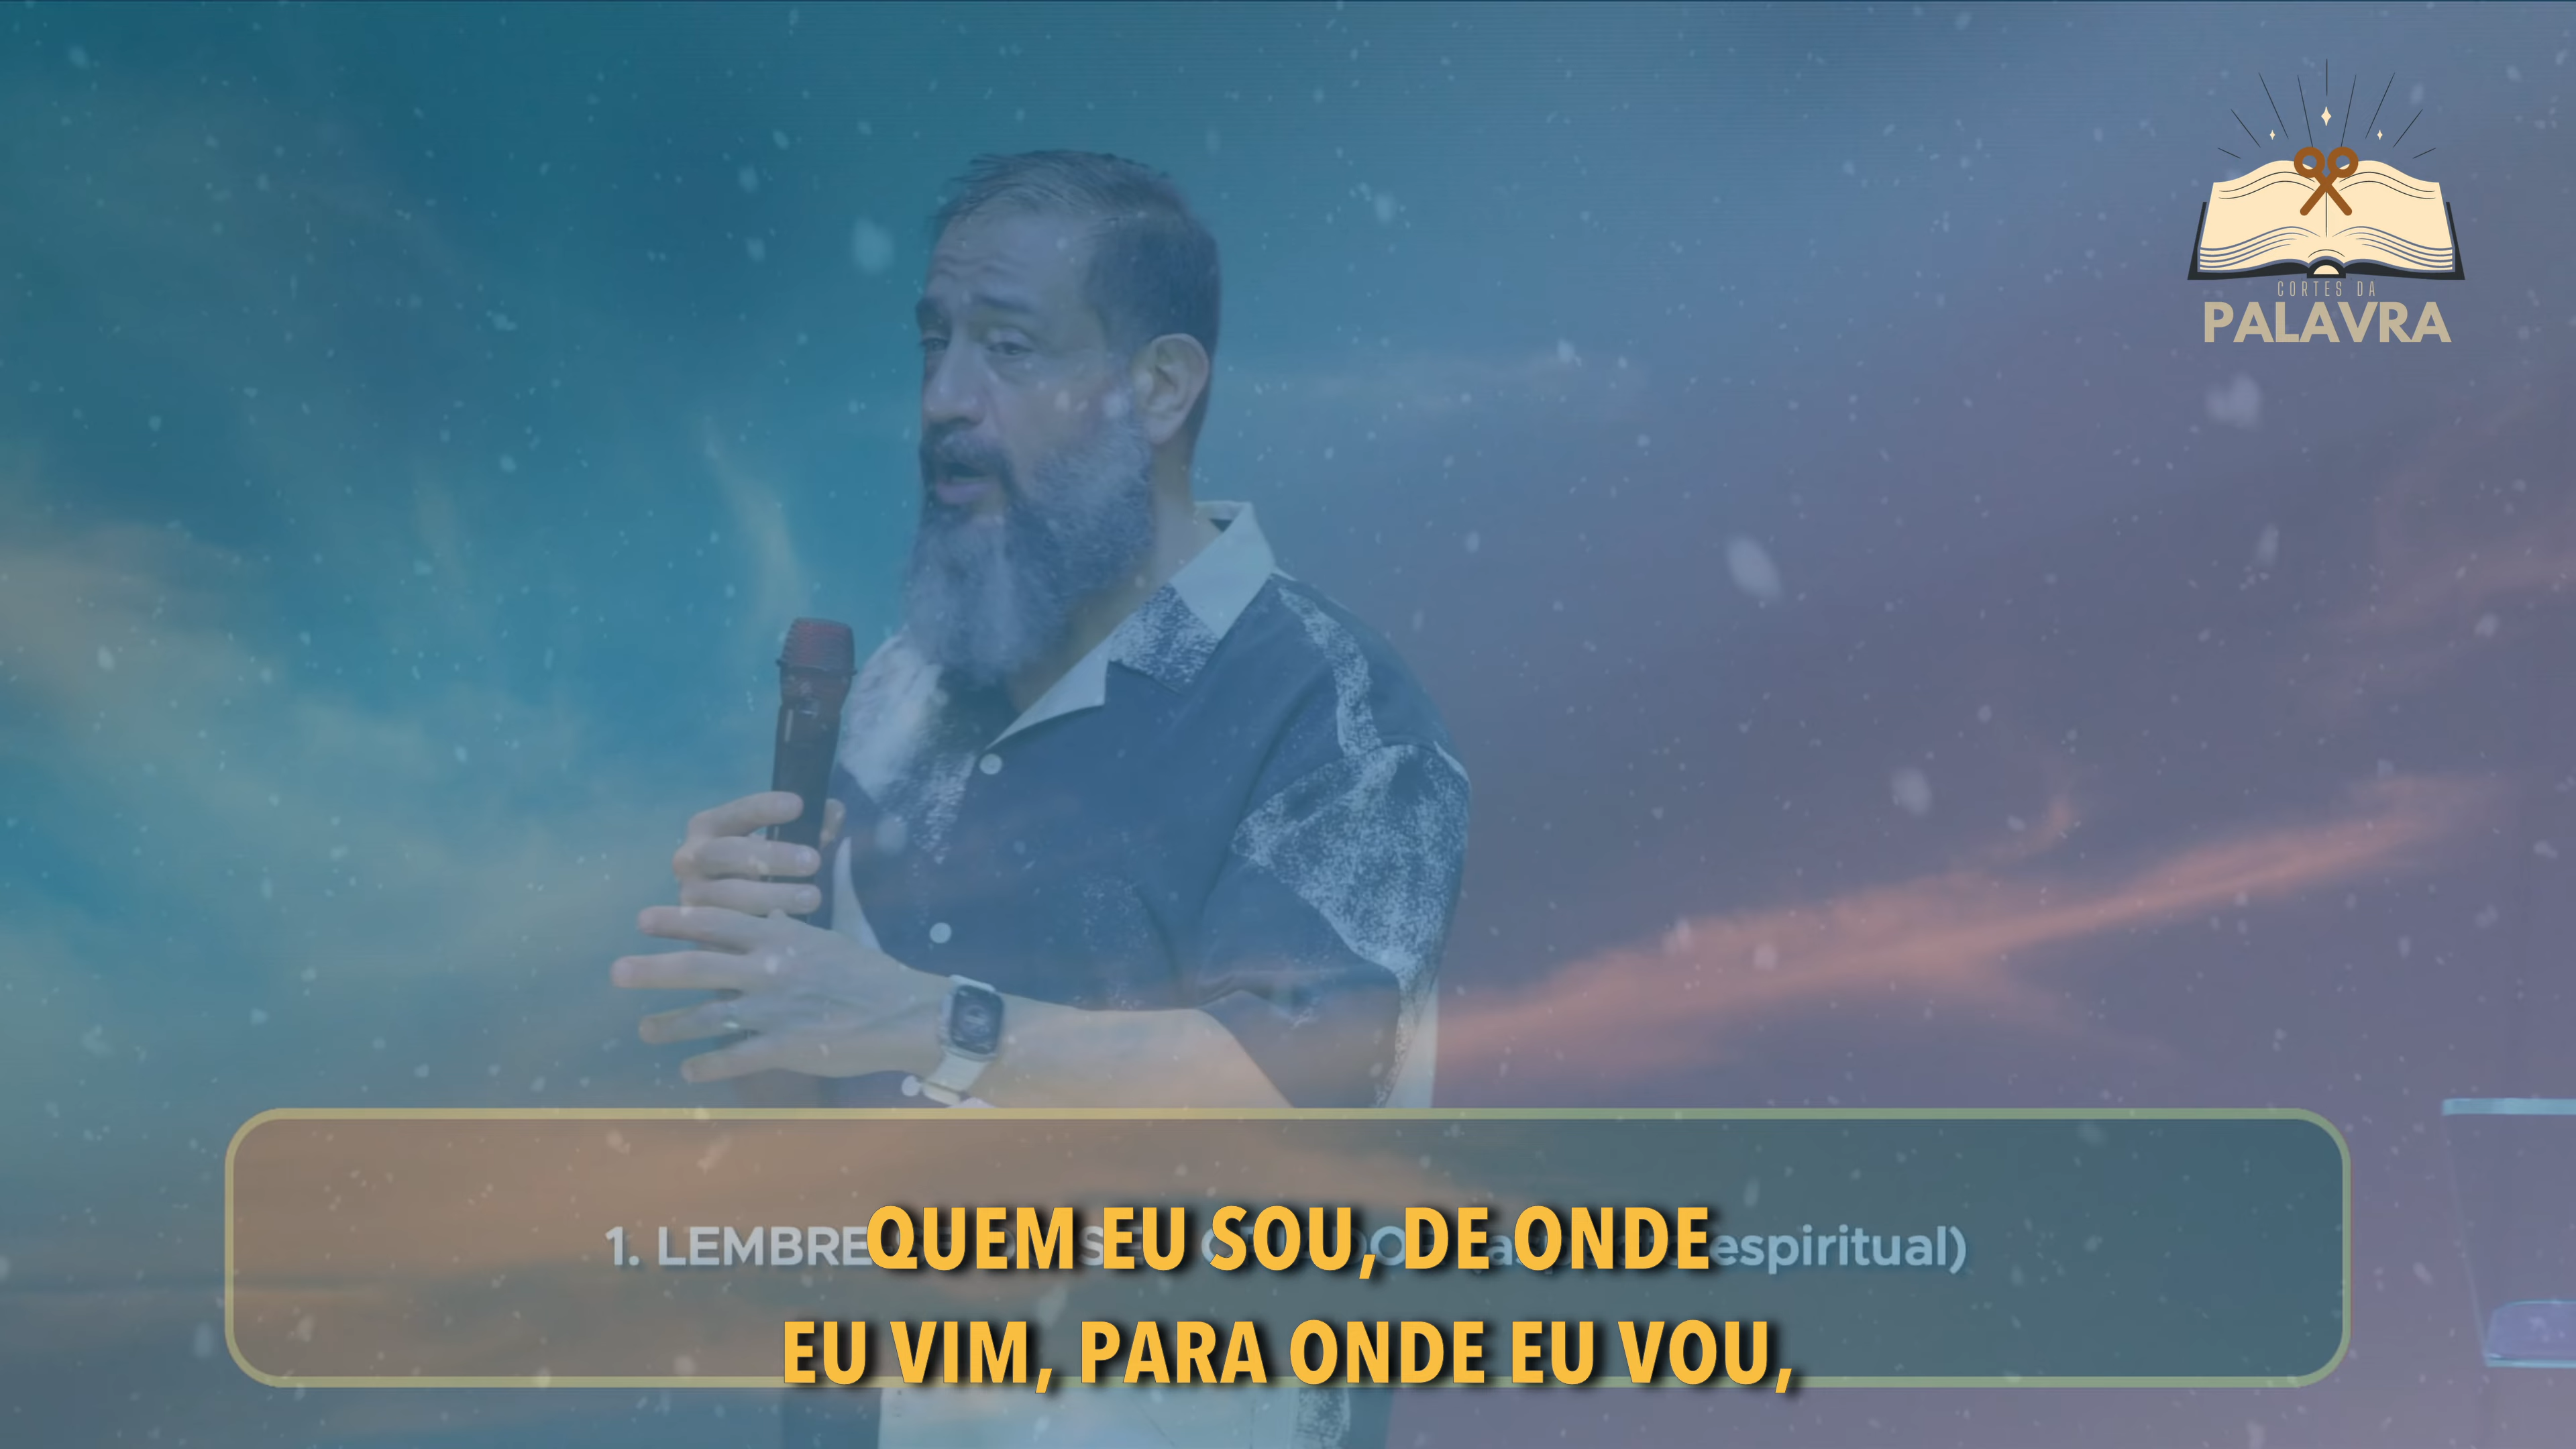 CORTES DA
PALAVRA
1. LEMBRE espiritual)
QUEM EU SOU, DE ONDE
EU VIM, PARA ONDE EU VOU,